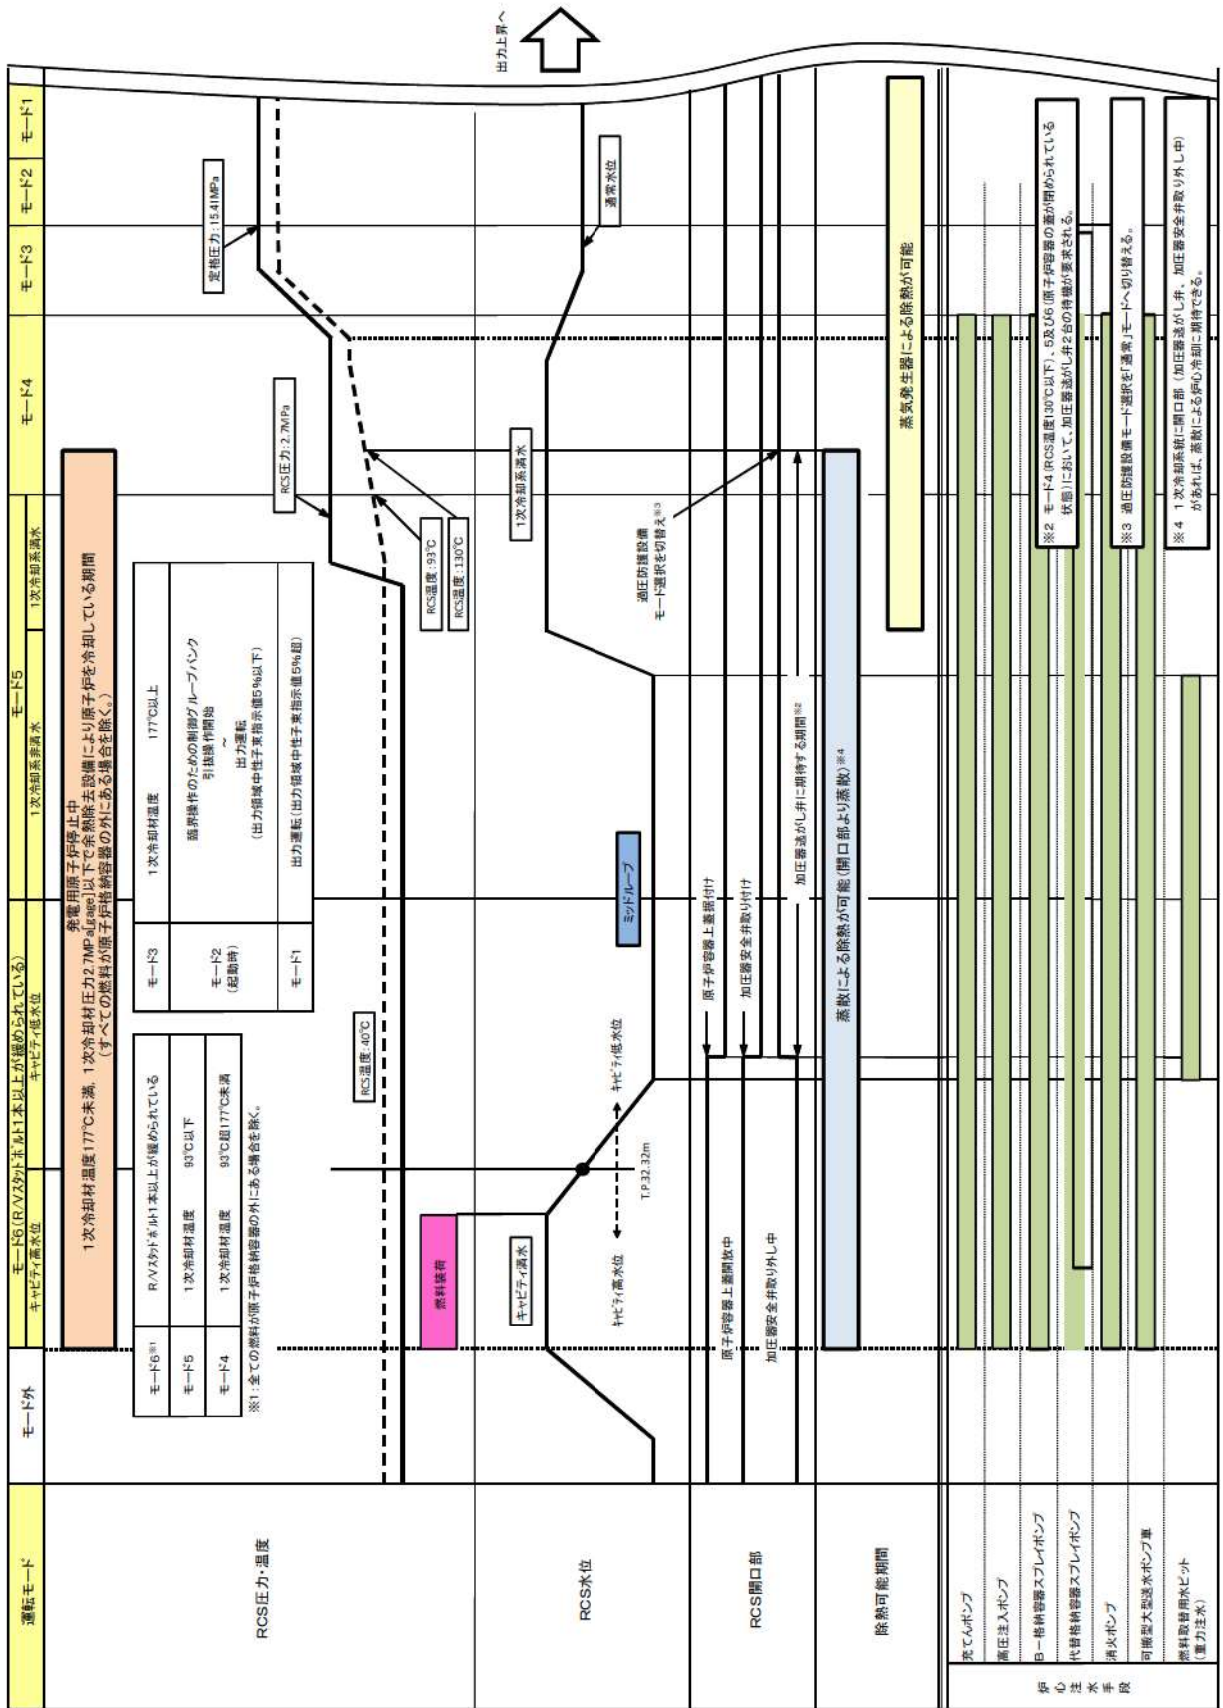 運転モード
モード外
モード6(R/Vスタッドボルト1本以上が緩められている)
キャビティ高水位
キャビティ低水位
モード5
1次冷却系非満水
1次冷却系満水
モード4
モード3
モード2
モード1
出力上昇へ
RCS圧力・温度
発電用原子炉停止中
1次冷却材温度177℃未満、1次冷却材圧力2.7MPa[gage]以下で余熱除去設備により原子炉を冷却している期間
(すべての燃料が原子炉格納容器の外にある場合を除く。)
モード6※1
R/Vスタッドボルト1本以上が緩められている
モード5
1次冷却材温度 93℃以下
モード4
1次冷却材温度 93℃超177℃未満
※1:全ての燃料が原子炉格納容器の外にある場合を除く。
モード3
1次冷却材温度 177℃以上
モード2
(起動時)
臨界操作のための制御グループバンク
引抜操作開始
~
出力運転
(出力領域中性子束指示値5%以下)
モード1
出力運転(出力領域中性子束指示値5%超)
RCS温度:40℃
RCS圧力:2.7MPa
RCS温度:93℃
RCS温度:130℃
定格圧力:15.41MPa
燃料装荷
RCS水位
キャビティ満水
キャビティ高水位
キャビティ低水位
T.P.32.32m
ミッドループ
1次冷却系満水
通常水位
RCS開口部
原子炉容器上蓋開放中
原子炉容器上蓋据付け
加圧器安全弁取り外し中
加圧器安全弁取り付け
加圧器逃がし弁に期待する期間※2
過圧防護設備
モード選択を切替え※3
除熱可能期間
蒸散による除熱が可能(開口部より蒸散)※4
蒸気発生器による除熱が可能
炉心注水手段
充てんポンプ
高圧注入ポンプ
B-格納容器スプレイポンプ
代替格納容器スプレイポンプ
消火ポンプ
可搬型大型送水ポンプ車
燃料取替用水ピット
(重力注水)
※2 モード4(RCS温度130℃以下)、5及び6(原子炉容器の蓋が閉められている
状態)において、加圧器逃がし弁2台の待機が要求される。
※3 過圧防護設備モード選択を「通常」モードへ切り替える。
※4 1次冷却系統に開口部(加圧器逃がし弁、加圧器安全弁取り外し中)
があれば、蒸散による炉心冷却に期待できる。